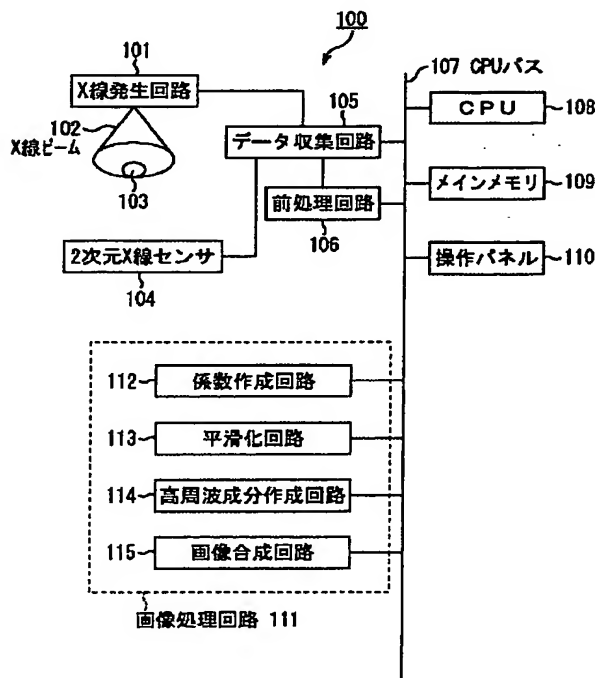 100
101
X線発生回路
102
X線ビーム
103
105
データ収集回路
前処理回路
106
2次元X線センサ
104
107 CPUバス
CPU
108
メインメモリ
109
操作パネル
110
112
係数作成回路
113
平滑化回路
114
高周波成分作成回路
115
画像合成回路
画像処理回路 111